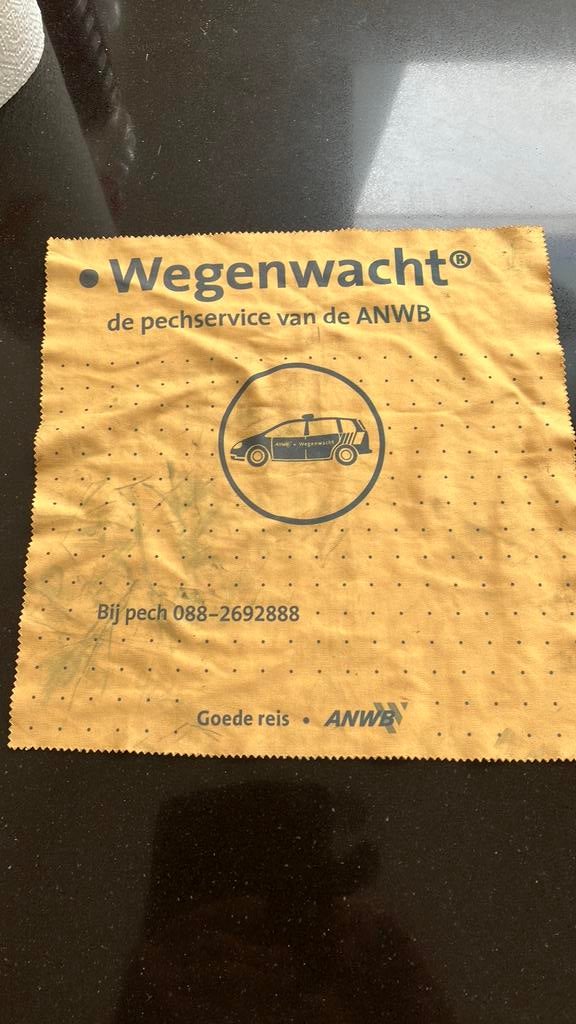 • Wegenwacht®
de pechservice van de ANWB
ANWB • Wegenwacht
Bij pech 088-2692888
Goede reis • ANWB